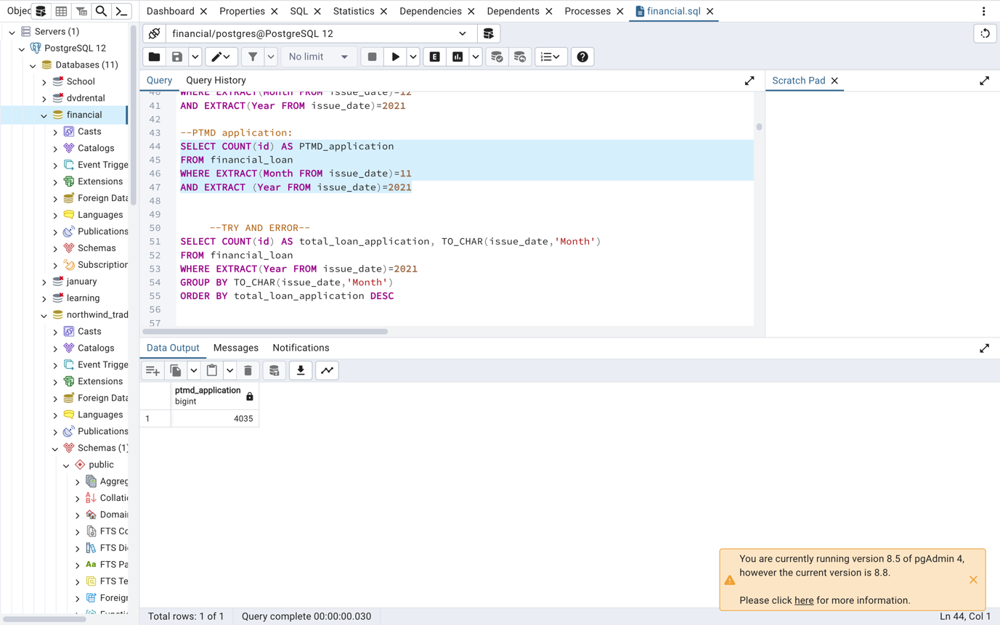 Objec
Dashboard
Properties
SQL
Statistics
Dependencies
Dependents
Processes
financial.sql
Servers (1)
PostgreSQL 12
Databases (11)
School
dvdrental
financial
Casts
Catalogs
Event Trigge
Extensions
Foreign Data
Languages
Publications
Schemas
Subscription
january
learning
northwind_trad
Casts
Catalogs
Event Trigge
Extensions
Foreign Data
Languages
Publications
Schemas (1)
public
Aggreg
Collatio
Domain
FTS Co
FTS Dic
Aa FTS Pa
FTS Te
Foreign
Functio
financial/postgres@PostgreSQL 12
No limit
E
Query
Query History
Scratch Pad
40 WHERE EXTRACT(Month FROM issue_date)=12
41 AND EXTRACT(Year FROM issue_date)=2021
42
43 --PTMD application:
44 SELECT COUNT(id) AS PTMD_application
45 FROM financial_loan
46 WHERE EXTRACT(Month FROM issue_date)=11
47 AND EXTRACT (Year FROM issue_date)=2021
48
49
50 --TRY AND ERROR--
51 SELECT COUNT(id) AS total_loan_application, TO_CHAR(issue_date,'Month')
52 FROM financial_loan
53 WHERE EXTRACT(Year FROM issue_date)=2021
54 GROUP BY TO_CHAR(issue_date,'Month')
55 ORDER BY total_loan_application DESC
56
57
Data Output
Messages
Notifications
ptmd_application
bigint
1 4035
You are currently running version 8.5 of pgAdmin 4,
however the current version is 8.8.
Please click here for more information.
Total rows: 1 of 1
Query complete 00:00:00.030
Ln 44, Col 1